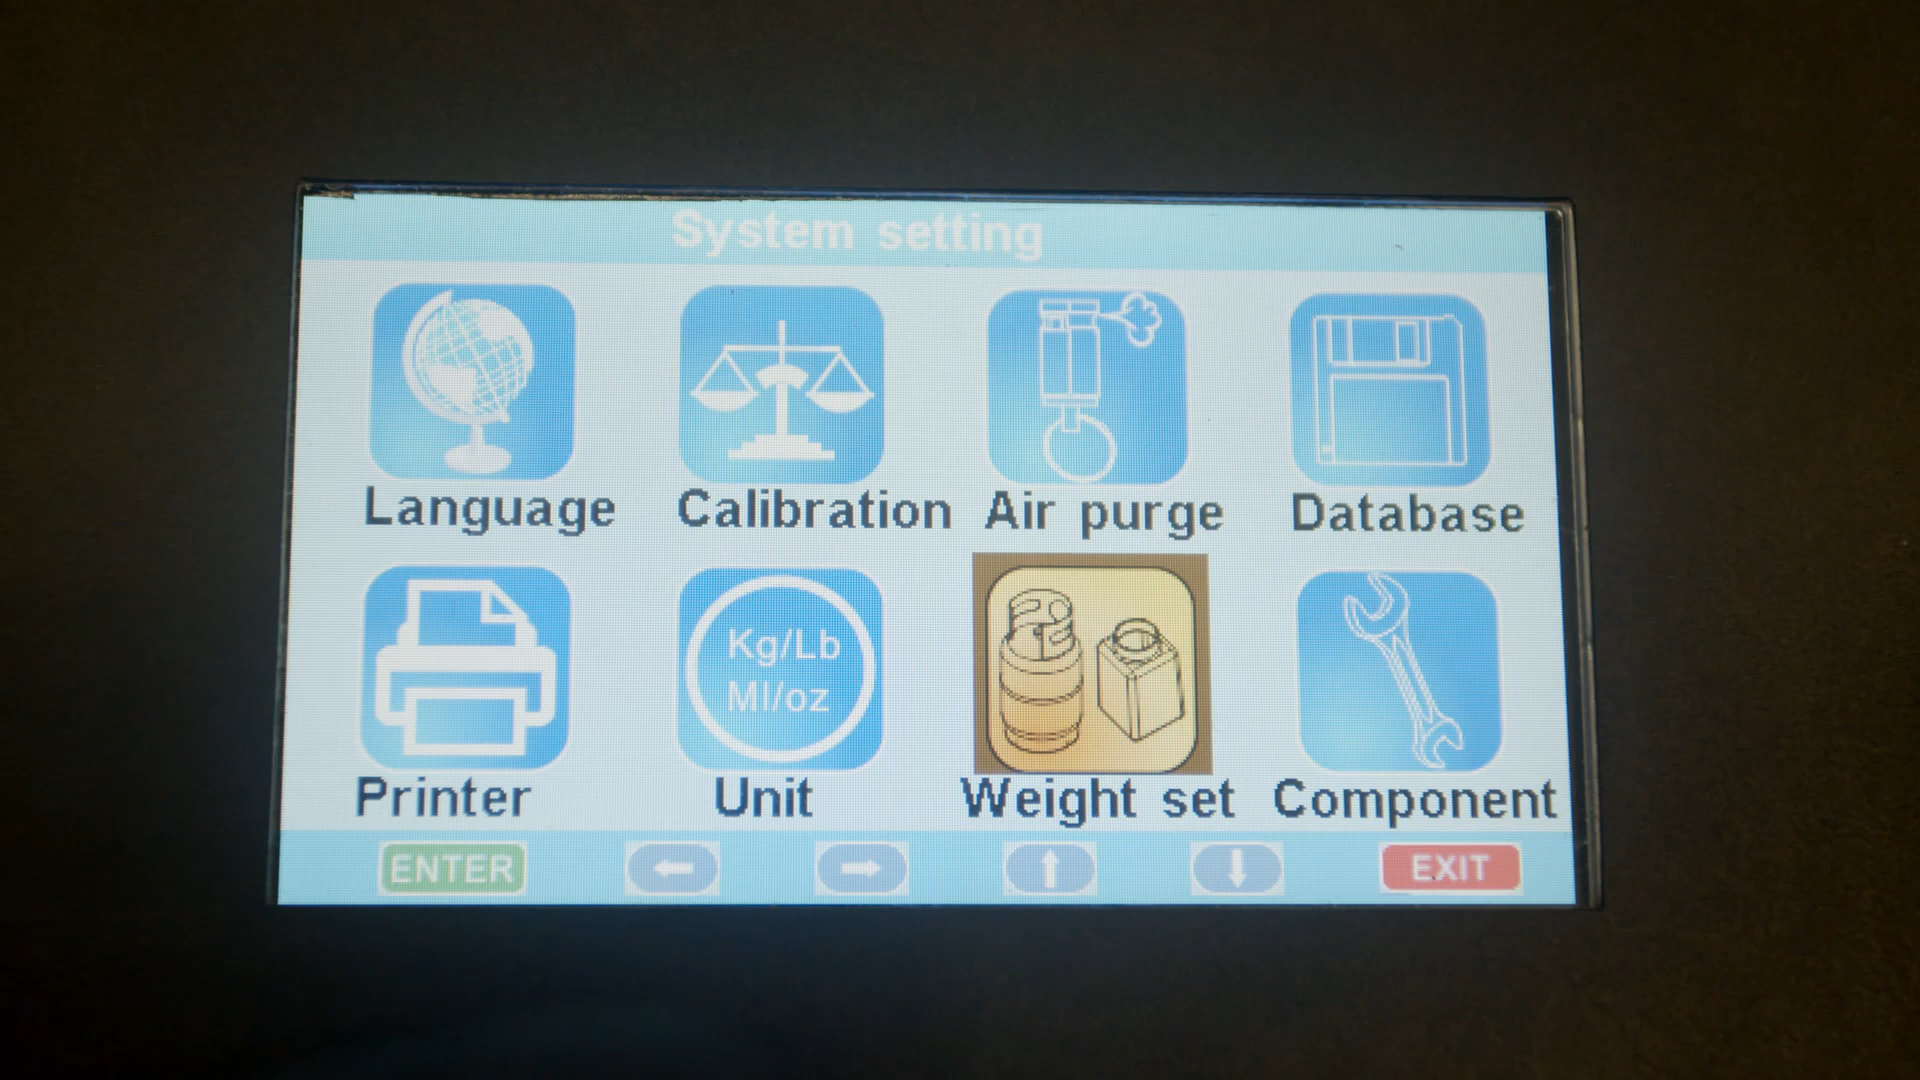 System setting
Language Calibration Air purge Database
Kg/Lb
Ml/oz
Printer Unit Weight set Component
ENTER EXIT